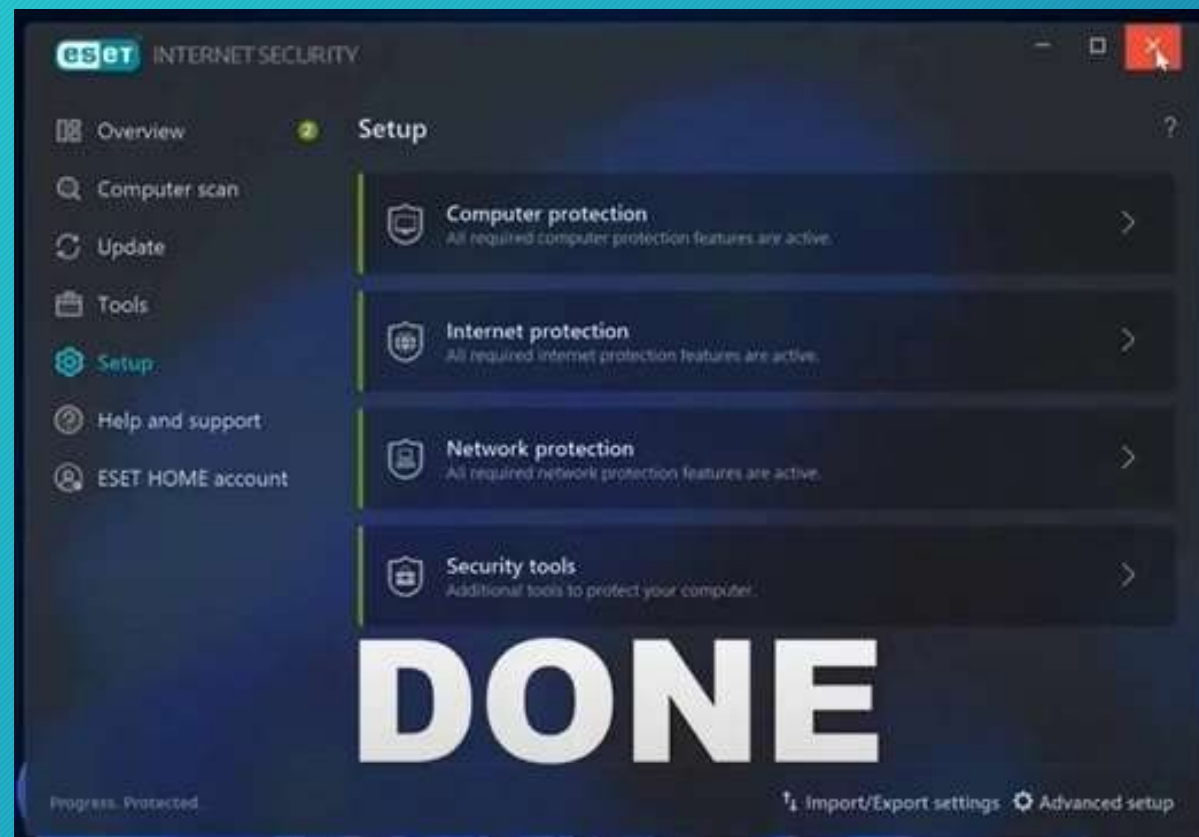 eset INTERNET SECURITY
Overview 2
Computer scan
Update
Tools
Setup
Help and support
ESET HOME account
Setup ?
Computer protection
All required computer protection features are active.
Internet protection
All required internet protection features are active.
Network protection
All required network protection features are active.
Security tools
Additional tools to protect your computer.
DONE
Progress. Protected.
Import/Export settings Advanced setup